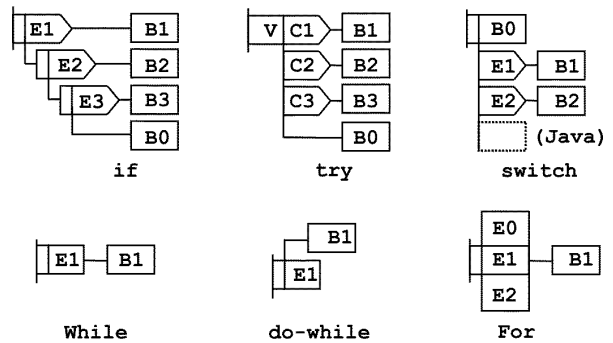 E1 B1
E2 B2
E3 B3
B0
if
V C1 B1
C2 B2
C3 B3
B0
try
B0
E1 B1
E2 B2
(Java)
switch
E1 B1
While
B1
E1
do-while
E0
E1 B1
E2
For